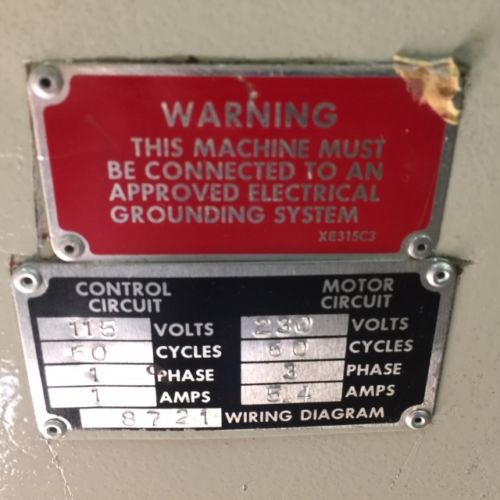 WARNING
THIS MACHINE MUST
BE CONNECTED TO AN
APPROVED ELECTRICAL
GROUNDING SYSTEM
XE315C3
CONTROL CIRCUIT MOTOR CIRCUIT
115 VOLTS 230 VOLTS
60 CYCLES 60 CYCLES
1 PHASE 3 PHASE
1 AMPS 5.4 AMPS
8721 WIRING DIAGRAM